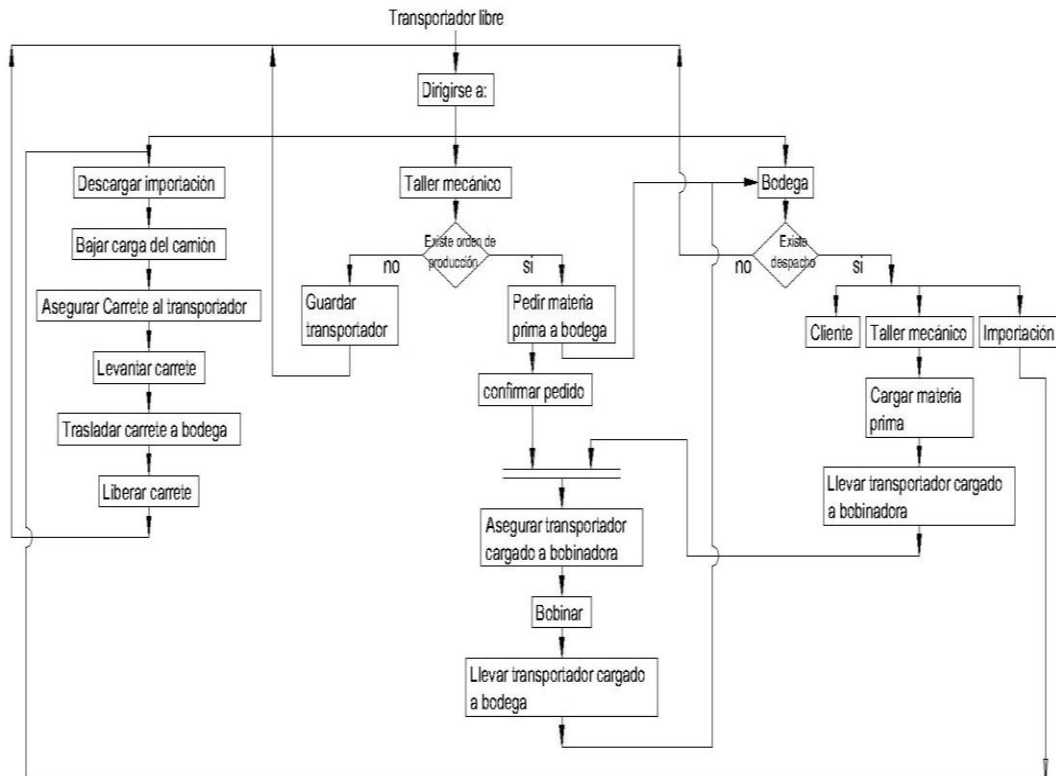 Transportador libre
Dirigirse a:
Descargar importación
Taller mecánico
Bodega
Bajar carga del camión
Existe orden de
producción
Existe
despacho
no
si
no
si
Asegurar Carrete al transportador
Guardar
transportador
Pedir materia
prima a bodega
Cliente
Taller mecánico
Importación
Levantar carrete
confirmar pedido
Cargar materia
prima
Trasladar carrete a bodega
Liberar carrete
Llevar transportador cargado
a bobinadora
Asegurar transportador
cargado a bobinadora
Bobinar
Llevar transportador cargado
a bodega